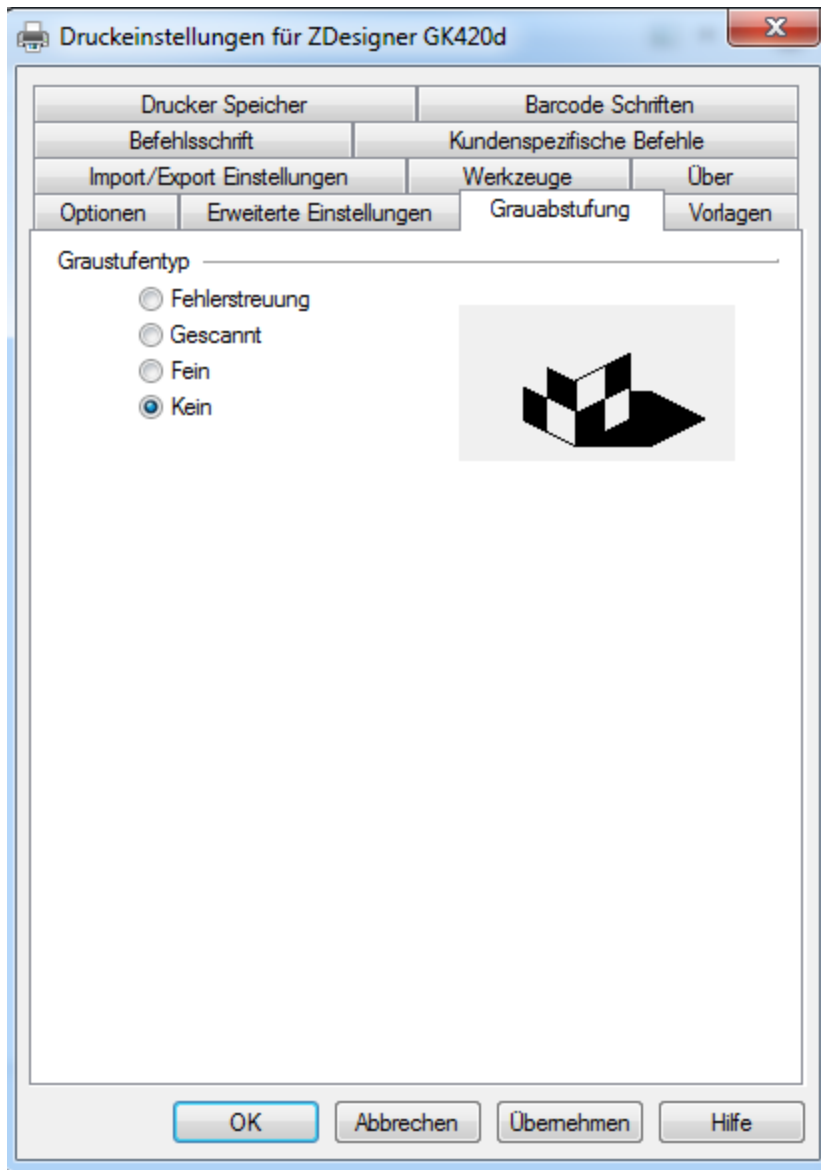 Druckeinstellungen für ZDesigner GK420d
Drucker Speicher Barcode Schriften
Befehlsschrift Kundenspezifische Befehle
Import/Export Einstellungen Werkzeuge Über
Optionen Erweiterte Einstellungen Grauabstufung Vorlagen
Graustufentyp
Fehlerstreuung
Gescannt
Fein
Kein
OK Abbrechen Übernehmen Hilfe